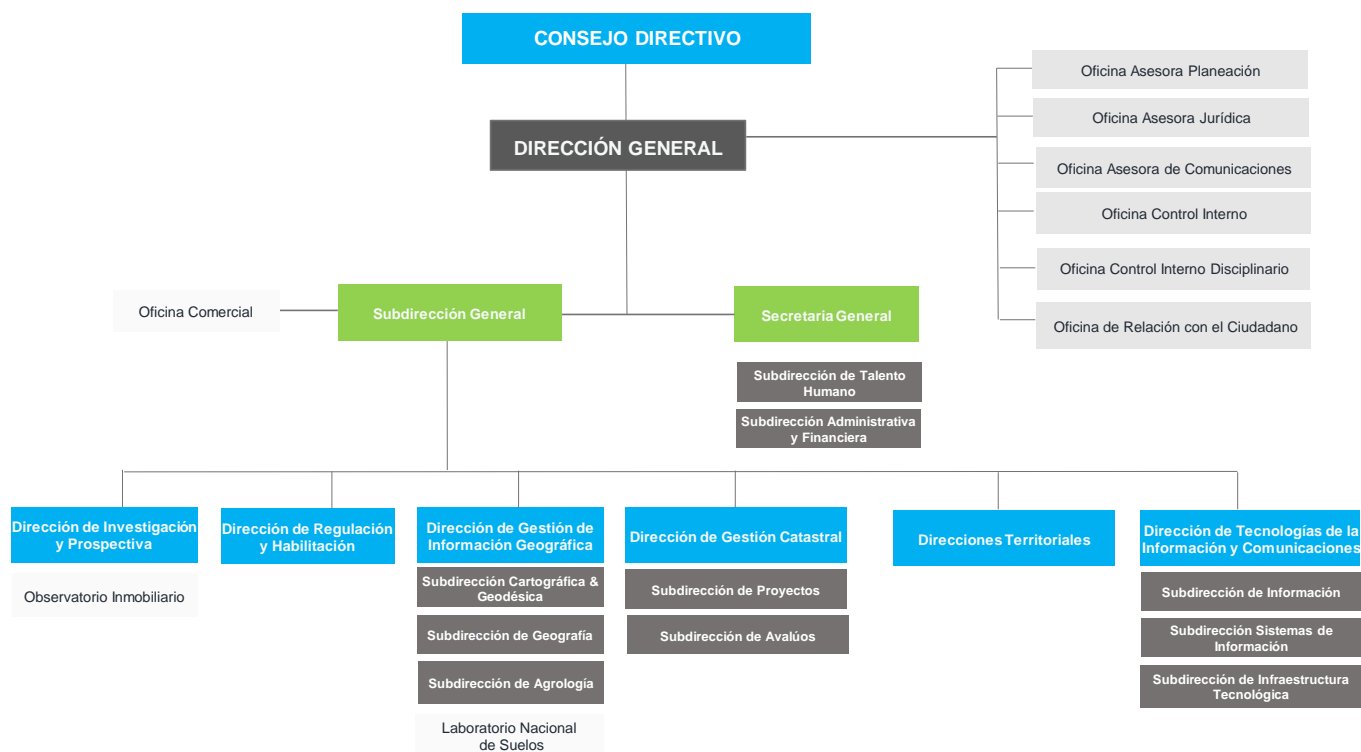 CONSEJO DIRECTIVO
DIRECCIÓN GENERAL
Oficina Asesora Planeación
Oficina Asesora Jurídica
Oficina Asesora de Comunicaciones
Oficina Control Interno
Oficina Control Interno Disciplinario
Oficina de Relación con el Ciudadano
Oficina Comercial
Subdirección General
Secretaría General
Subdirección de Talento
Humano
Subdirección Administrativa
y Financiera
Dirección de Investigación
y Prospectiva
Observatorio Inmobiliario
Dirección de Regulación
y Habilitación
Dirección de Gestión de
Información Geográfica
Subdirección Cartográfica &
Geodésica
Subdirección de Geografía
Subdirección de Agrología
Laboratorio Nacional
de Suelos
Dirección de Gestión Catastral
Subdirección de Proyectos
Subdirección de Avalúos
Direcciones Territoriales
Dirección de Tecnologías de la
Información y Comunicaciones
Subdirección de Información
Subdirección Sistemas de
Información
Subdirección de Infraestructura
Tecnológica